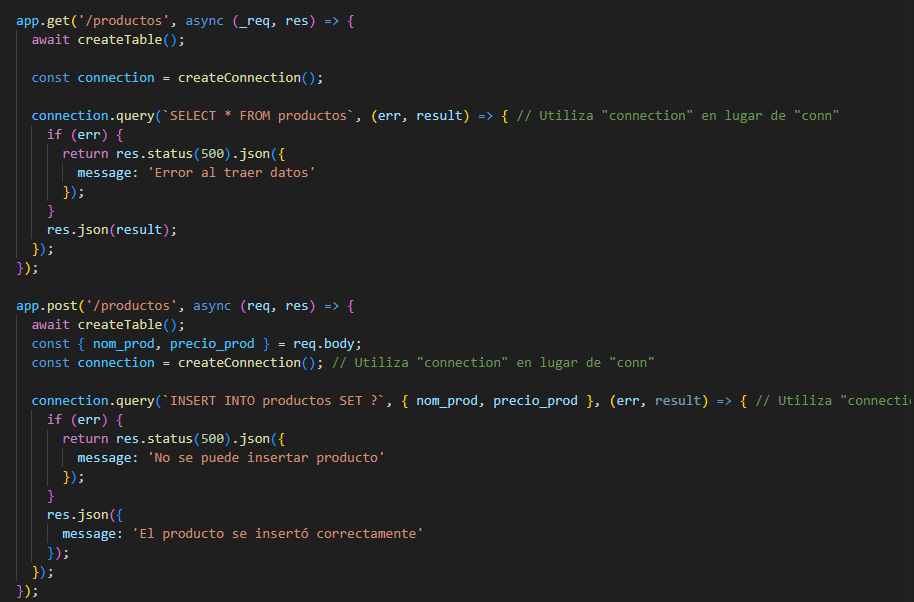 app.get('/productos', async (_req, res) => {
await createTable();
const connection = createConnection();
connection.query(`SELECT * FROM productos`, (err, result) => { // Utiliza "connection" en lugar de "conn"
if (err) {
return res.status(500).json({
message: 'Error al traer datos'
});
}
res.json(result);
});
});
app.post('/productos', async (req, res) => {
await createTable();
const { nom_prod, precio_prod } = req.body;
const connection = createConnection(); // Utiliza "connection" en lugar de "conn"
connection.query(`INSERT INTO productos SET ?`, { nom_prod, precio_prod }, (err, result) => { // Utiliza "connecti
if (err) {
return res.status(500).json({
message: 'No se puede insertar producto'
});
}
res.json({
message: 'El producto se insertó correctamente'
});
});
});